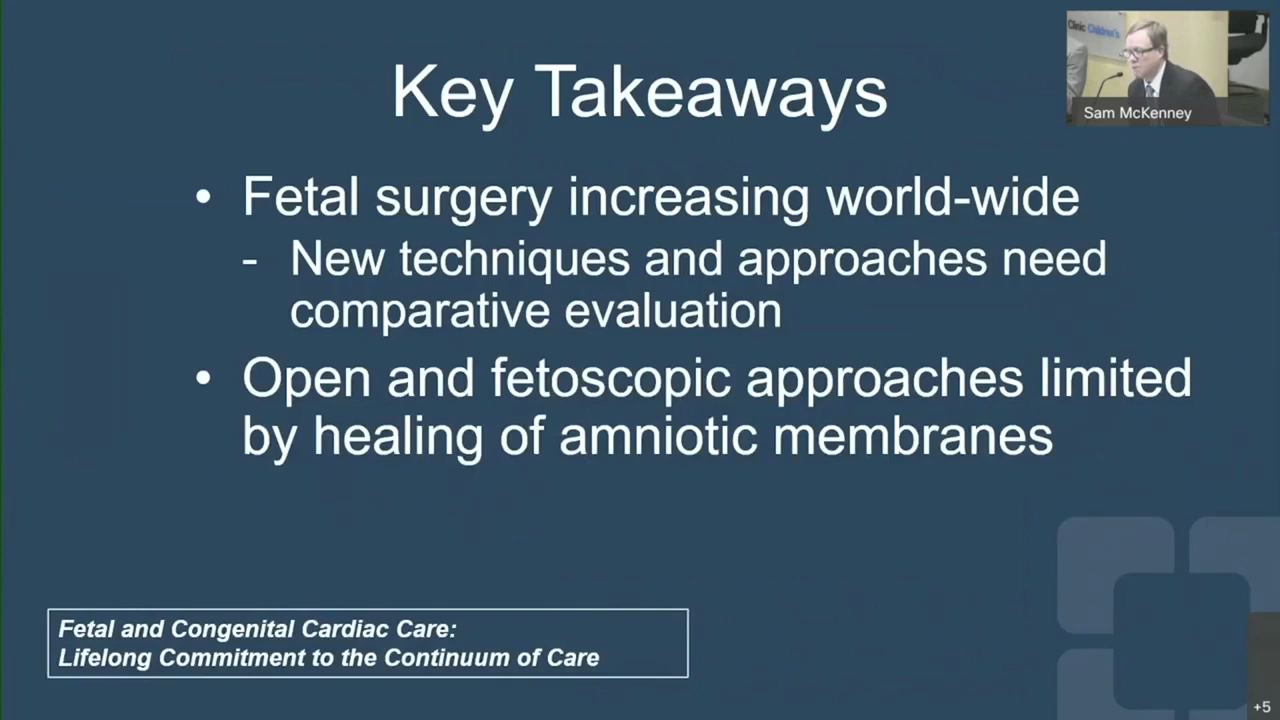 Clinic Children's
Sam McKenney
Key Takeaways
• Fetal surgery increasing world-wide
- New techniques and approaches need
comparative evaluation
• Open and fetoscopic approaches limited
by healing of amniotic membranes
Fetal and Congenital Cardiac Care:
Lifelong Commitment to the Continuum of Care
+5